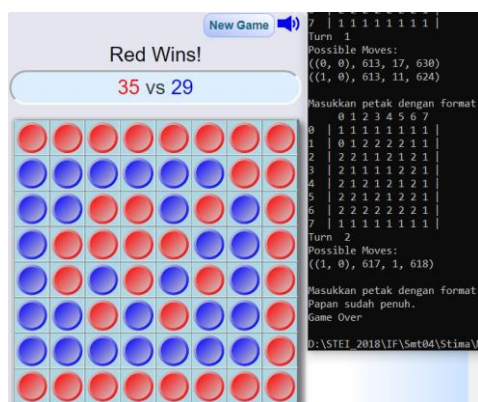 New Game
Red Wins!
35 vs 29
7 | 1 1 1 1 1 1 1 1 |
Turn 1
Possible Moves:
((0, 0), 613, 17, 630)
((1, 0), 613, 11, 624)
Masukkan petak dengan format
0 1 2 3 4 5 6 7
0 | 1 1 1 1 1 1 1 1 |
1 | 0 1 2 2 2 2 1 1 |
2 | 2 2 1 1 2 1 2 1 |
3 | 2 1 1 1 1 2 2 1 |
4 | 2 1 2 1 2 1 2 1 |
5 | 2 2 1 2 1 2 2 1 |
6 | 2 2 2 2 2 2 2 1 |
7 | 1 1 1 1 1 1 1 1 |
Turn 2
Possible Moves:
((1, 0), 617, 1, 618)
Masukkan petak dengan format
Papan sudah penuh.
Game Over
D:\STEI_2018\IF\Smt04\Stima\